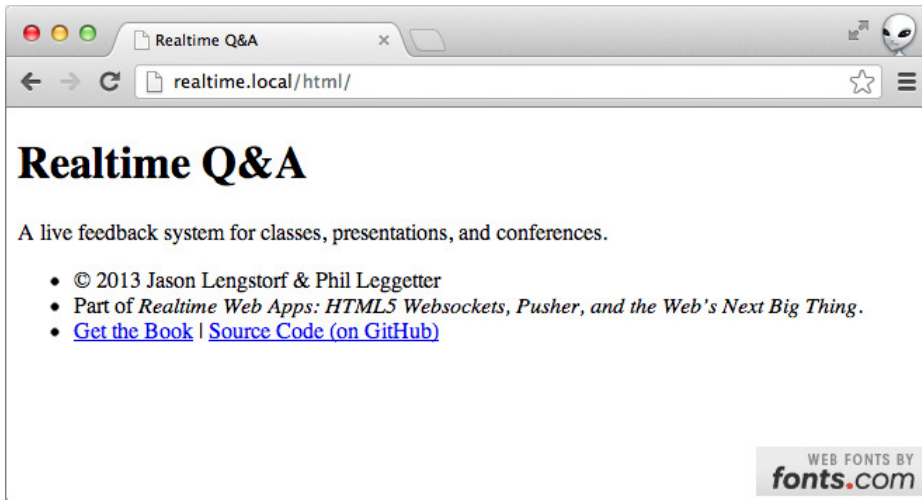 Realtime Q&A
realtime.local/html/
Realtime Q&A
A live feedback system for classes, presentations, and conferences.
• © 2013 Jason Lengstorf & Phil Leggetter
• Part of Realtime Web Apps: HTML5 Websockets, Pusher, and the Web's Next Big Thing.
• Get the Book | Source Code (on GitHub)
WEB FONTS BY
fonts.com